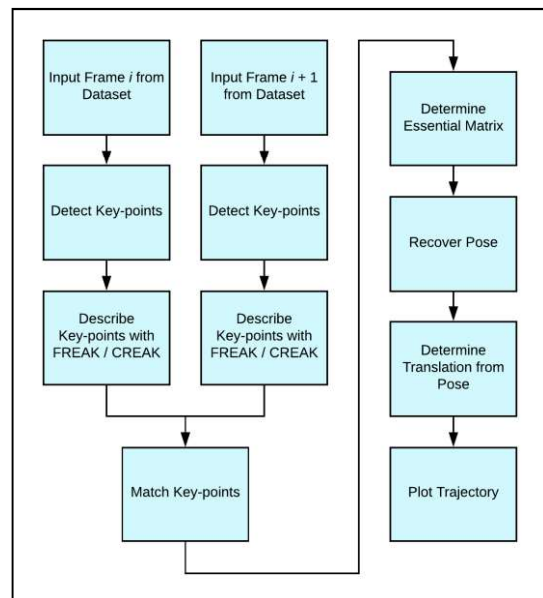 Input Frame i from
Dataset
Input Frame i + 1
from Dataset
Detect Key-points
Detect Key-points
Describe
Key-points with
FREAK / CREAK
Describe
Key-points with
FREAK / CREAK
Match Key-points
Determine
Essential Matrix
Recover Pose
Determine
Translation from
Pose
Plot Trajectory